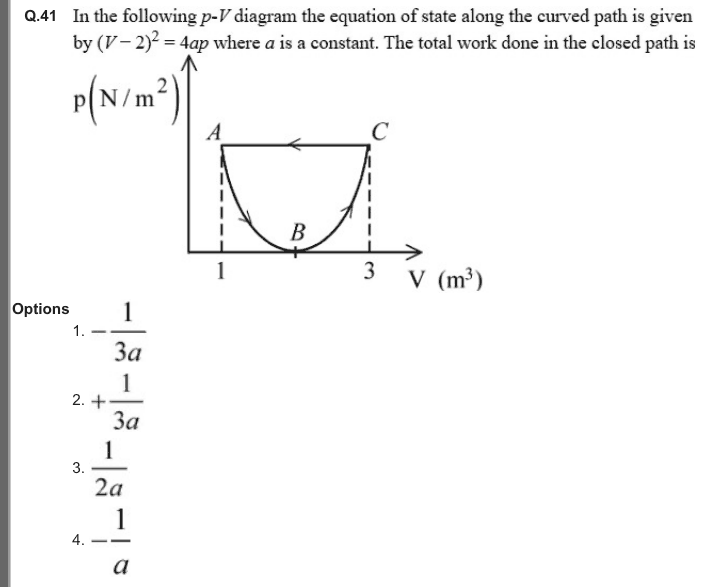 Q.41 In the following p-V diagram the equation of state along the curved path is given
by (V – 2)² = 4ap where a is a constant. The total work done in the closed path is
p(N/m²)
A C
B
1 3 V (m³)
Options
1. – 1/3a
2. + 1/3a
3. 1/2a
4. – 1/a